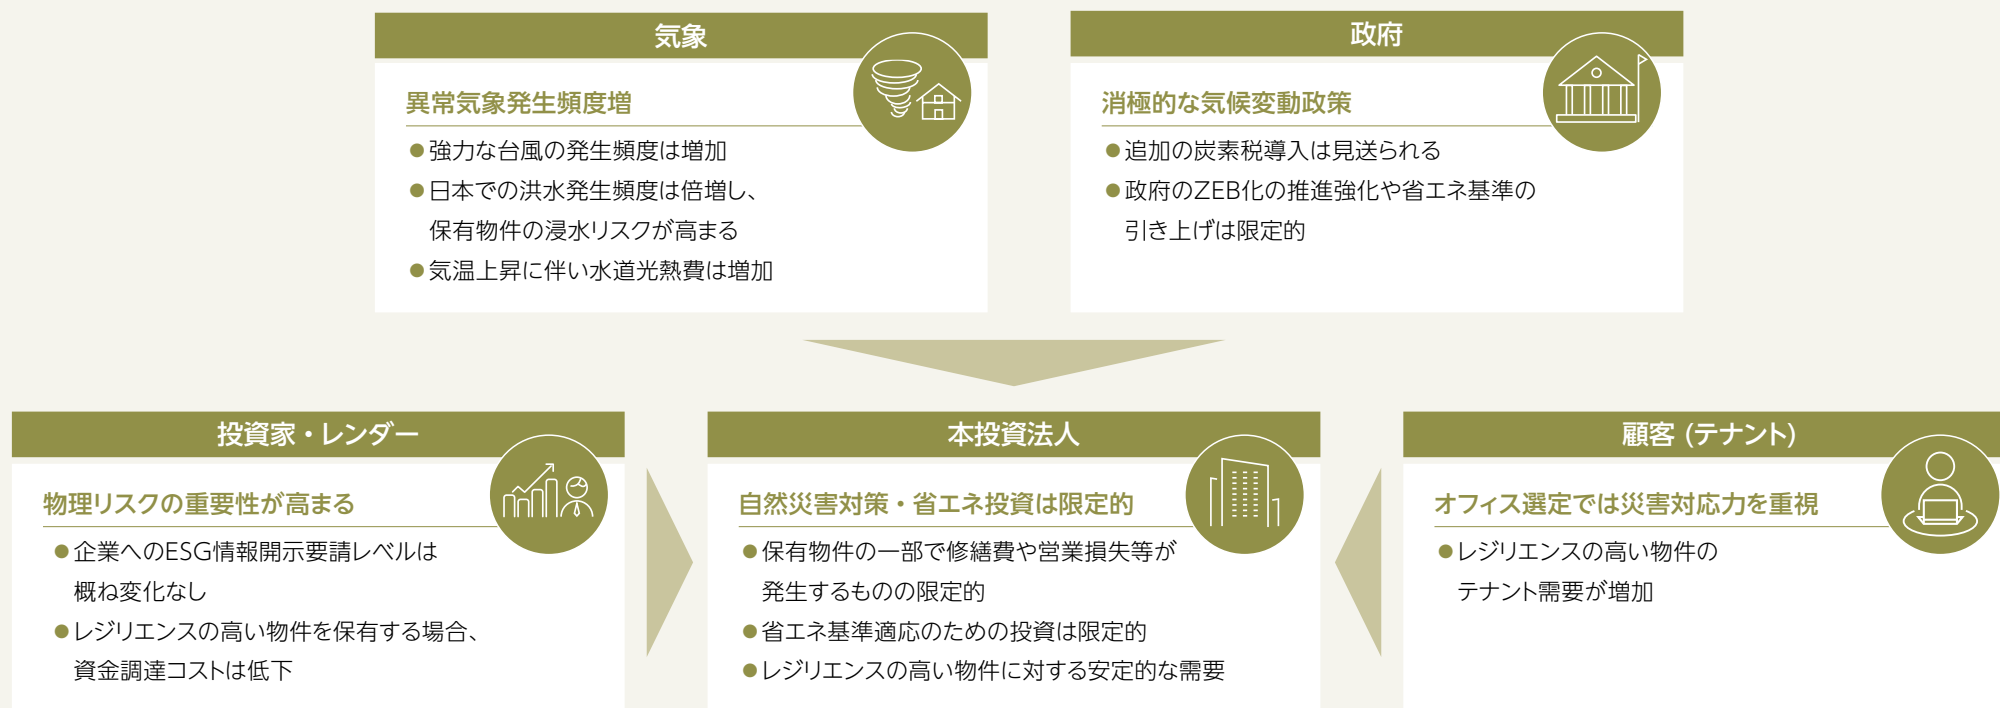 気象
異常気象発生頻度増
●強力な台風の発生頻度は増加
●日本での洪水発生頻度は倍増し、
保有物件の浸水リスクが高まる
●気温上昇に伴い水道光熱費は増加
政府
消極的な気候変動政策
●追加の炭素税導入は見送られる
●政府のZEB化の推進強化や省エネ基準の
引き上げは限定的
投資家・レンダー
物理リスクの重要性が高まる
●企業へのESG情報開示要請レベルは
概ね変化なし
●レジリエンスの高い物件を保有する場合、
資金調達コストは低下
本投資法人
自然災害対策・省エネ投資は限定的
●保有物件の一部で修繕費や営業損失等が
発生するものの限定的
●省エネ基準適応のための投資は限定的
●レジリエンスの高い物件に対する安定的な需要
顧客 (テナント)
オフィス選定では災害対応力を重視
●レジリエンスの高い物件の
テナント需要が増加